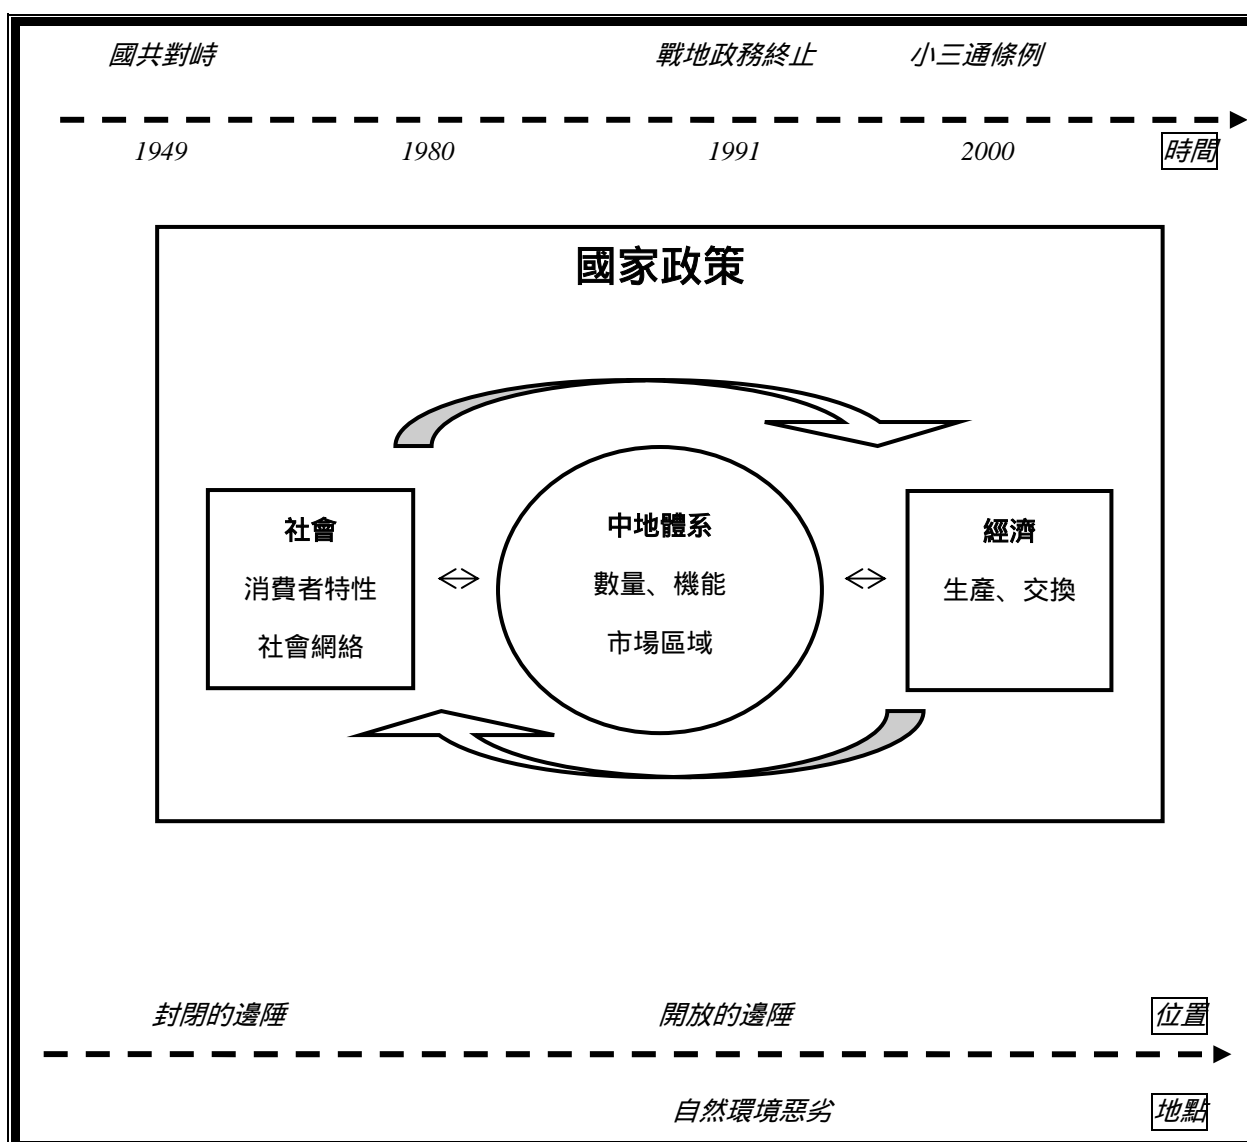 國共對峙 戰地政務終止 小三通條例
1949 1980 1991 2000 時間
國家政策
社會
消費者特性
社會網絡
中地體系
數量、機能
市場區域
經濟
生產、交換
封閉的邊陲 開放的邊陲 位置
自然環境惡劣 地點